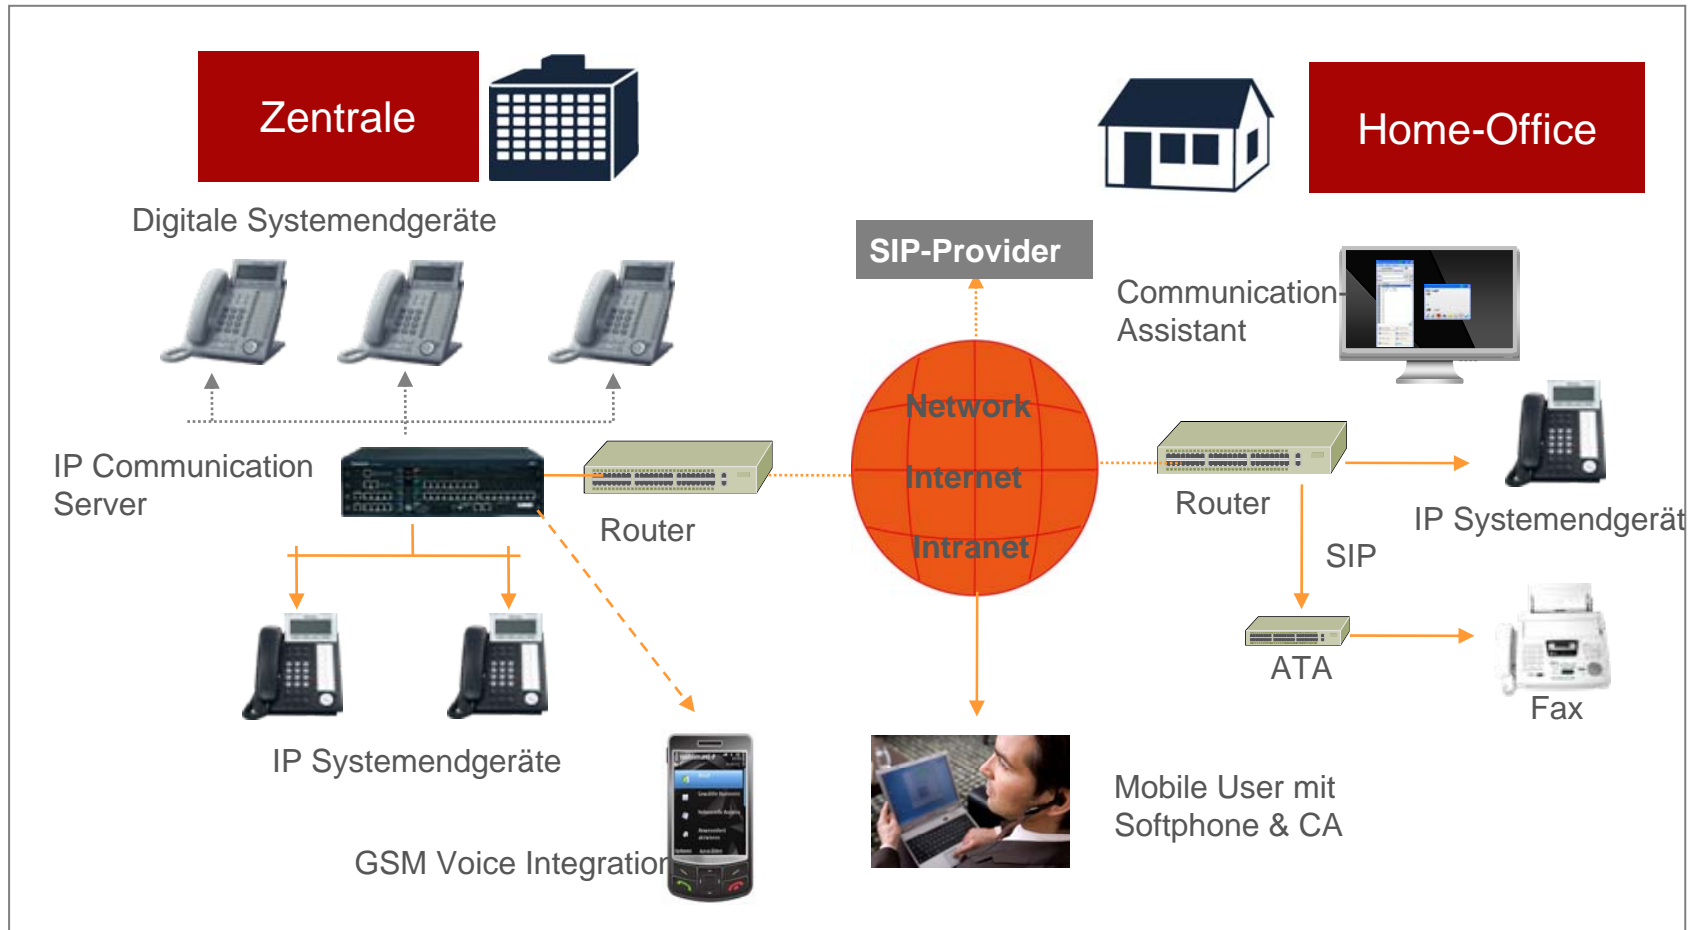 Zentrale
Home-Office
Digitale Systemendgeräte
SIP-Provider
Communication-
Assistant
Network
Internet
Intranet
IP Communication
Server
Router
Router
IP Systemendgerät
SIP
ATA
Fax
IP Systemendgeräte
GSM Voice Integration
Mobile User mit
Softphone & CA